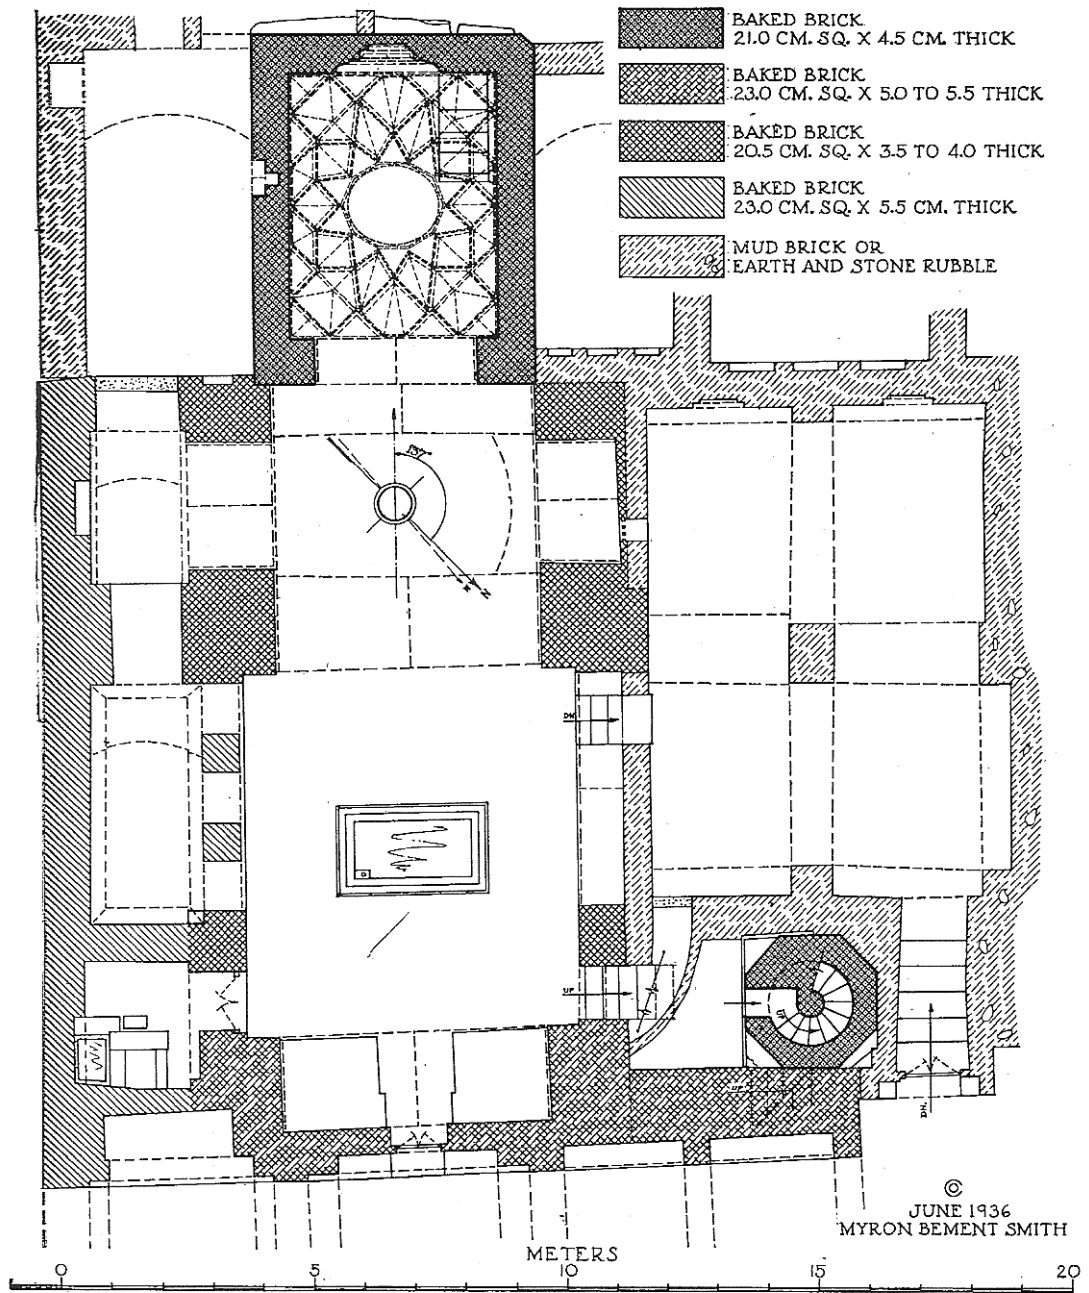 BAKED BRICK
21.0 CM. SQ. X 4.5 CM. THICK
BAKED BRICK
23.0 CM. SQ. X 5.0 TO 5.5 THICK
BAKED BRICK
20.5 CM. SQ. X 3.5 TO 4.0 THICK
BAKED BRICK
23.0 CM. SQ. X 5.5 CM. THICK
MUD BRICK OR
EARTH AND STONE RUBBLE
N
DN
UP
UP
UP
DN.
©
JUNE 1936
MYRON BEMENT SMITH
METERS
0 5 10 15 20